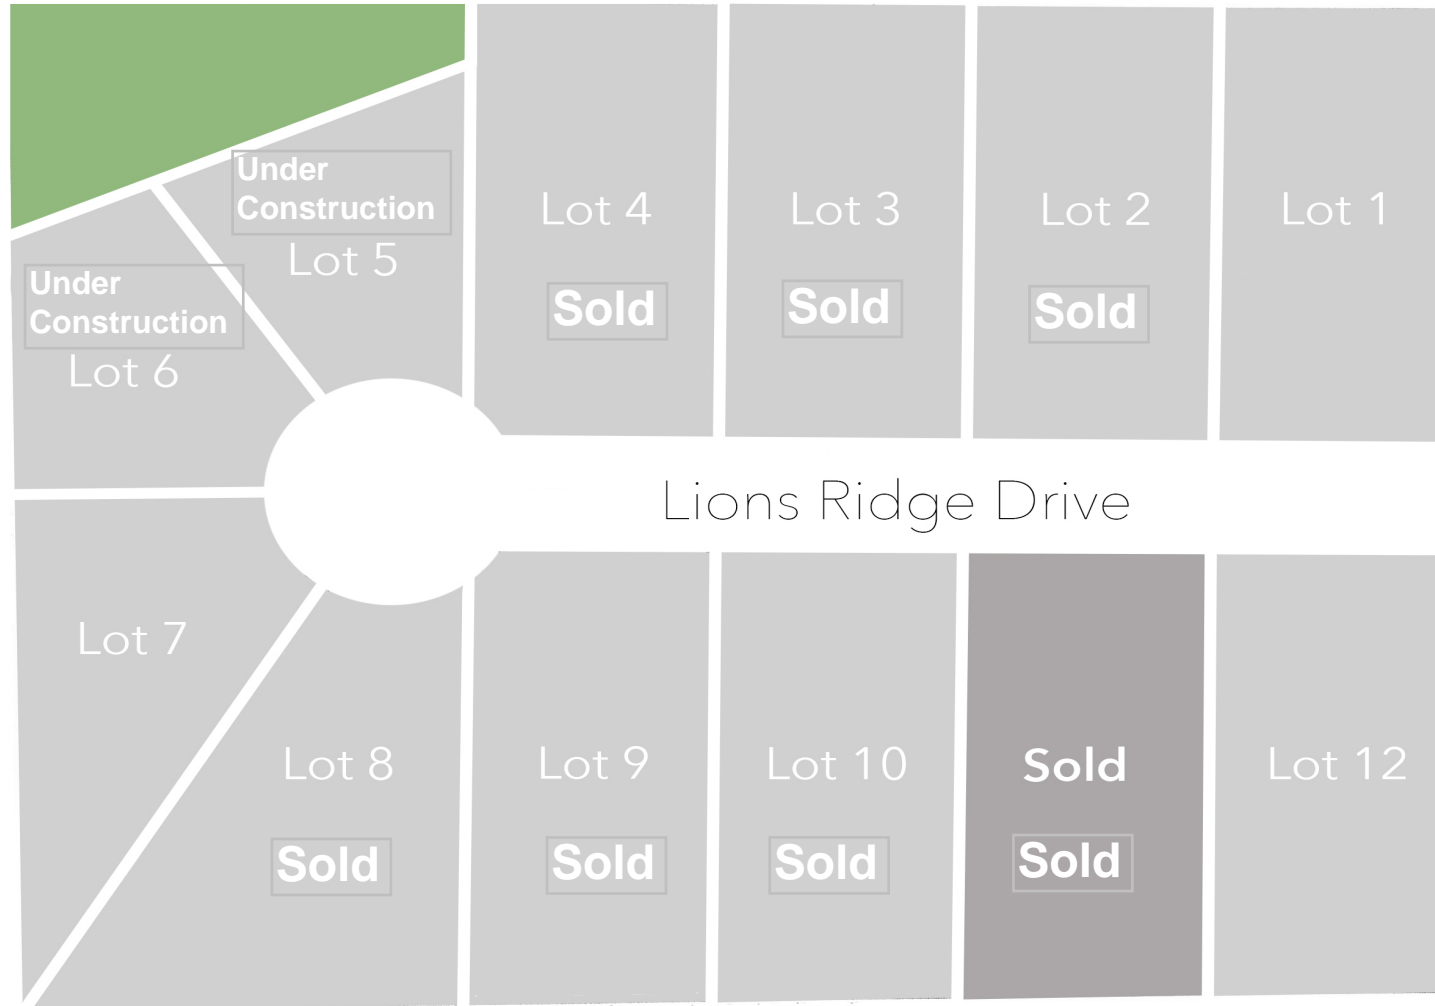 Under
Construction
Lot 5
Lot 4
Sold
Lot 3
Sold
Lot 2
Sold
Lot 1
Under
Construction
Lot 6
Lions Ridge Drive
Lot 7
Lot 8
Sold
Lot 9
Sold
Lot 10
Sold
Sold
Sold
Lot 12